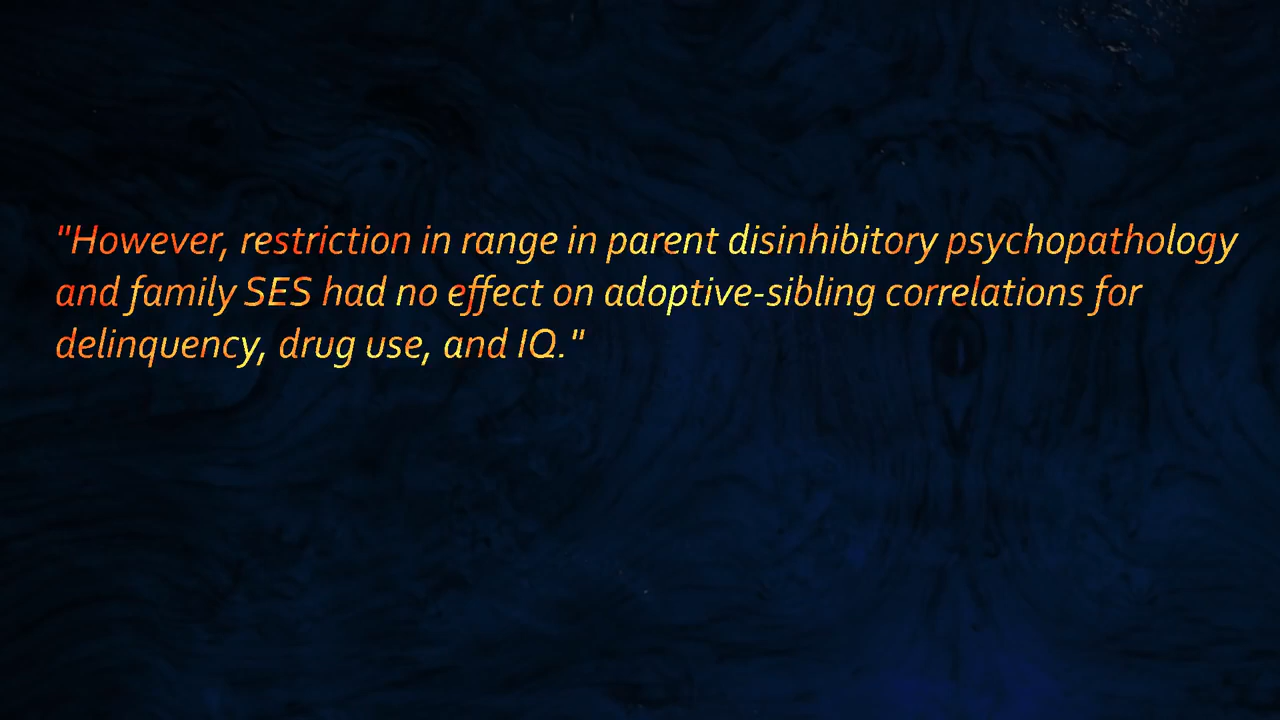 "However, restriction in range in parent disinhibitory psychopathology
and family SES had no effect on adoptive-sibling correlations for
delinquency, drug use, and IQ."